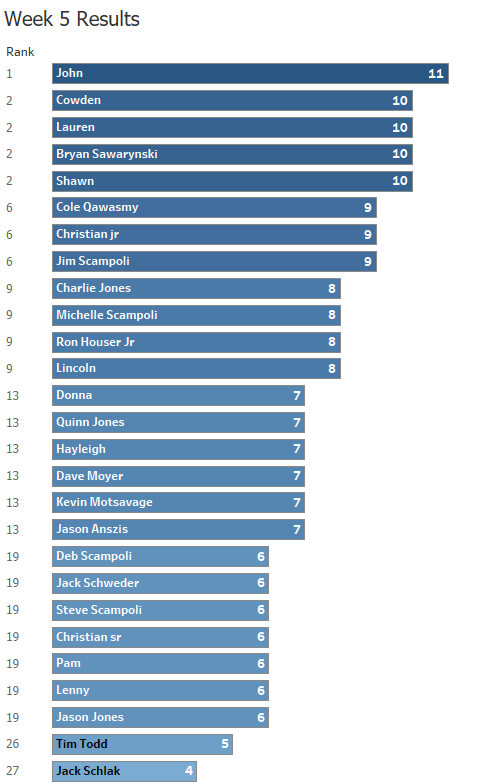 Week 5 Results
Rank
1 John 11
2 Cowden 10
2 Lauren 10
2 Bryan Sawarynski 10
2 Shawn 10
6 Cole Qawasmy 9
6 Christian jr 9
6 Jim Scampoli 9
9 Charlie Jones 8
9 Michelle Scampoli 8
9 Ron Houser Jr 8
9 Lincoln 8
13 Donna 7
13 Quinn Jones 7
13 Hayleigh 7
13 Dave Moyer 7
13 Kevin Motsavage 7
13 Jason Anszis 7
19 Deb Scampoli 6
19 Jack Schweder 6
19 Steve Scampoli 6
19 Christian sr 6
19 Pam 6
19 Lenny 6
19 Jason Jones 6
26 Tim Todd 5
27 Jack Schlak 4